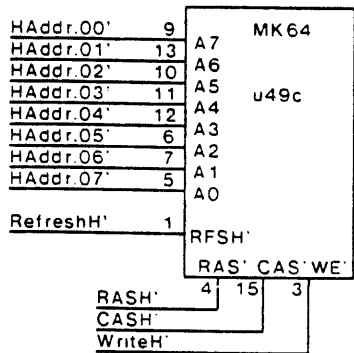 HAddr.00' 9 A7 MK64
HAddr.01' 13 A6
HAddr.02' 10 A5 u49c
HAddr.03' 11 A4
HAddr.04' 12 A3
HAddr.05' 6 A2
HAddr.06' 7 A1
HAddr.07' 5 A0
RefreshH' 1 RFSH'
RAS' CAS' WE'
RASH' 4 15 3
CASH'
WriteH'